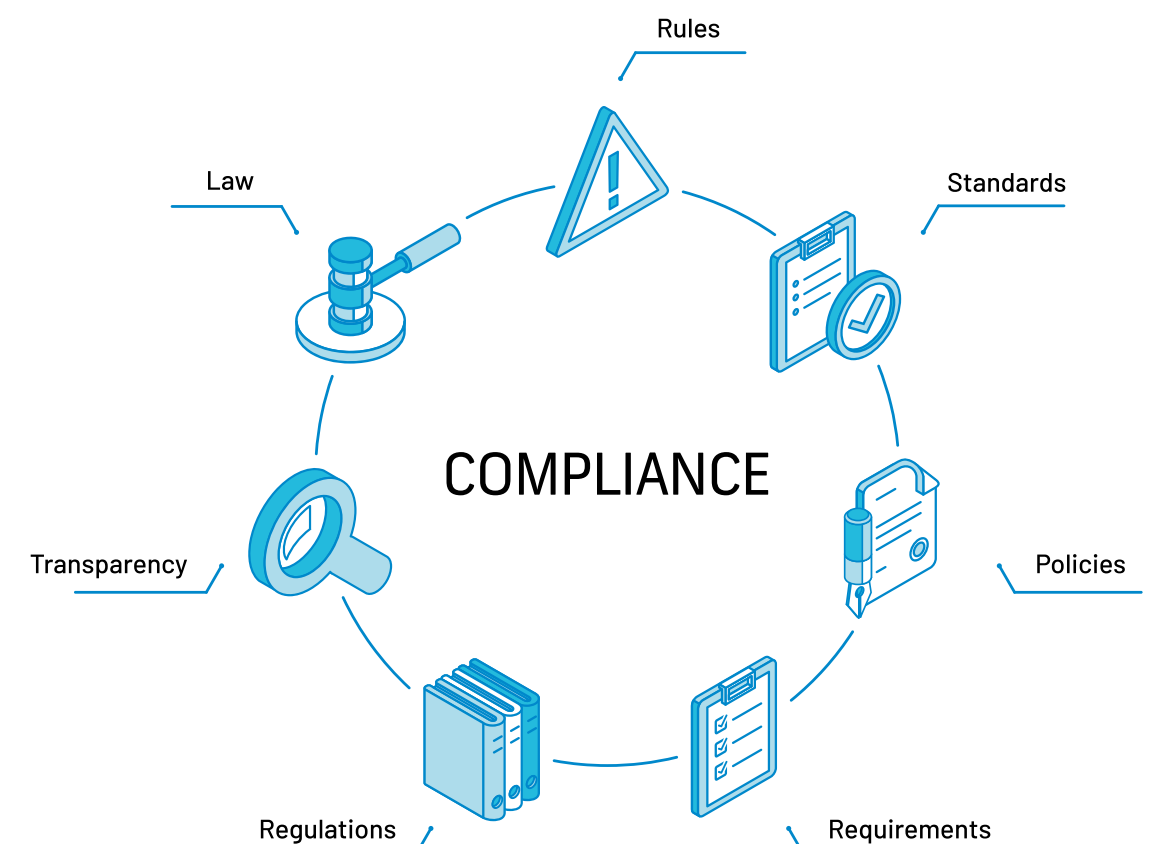 Rules
Law
Standards
COMPLIANCE
Transparency
Policies
Regulations
Requirements